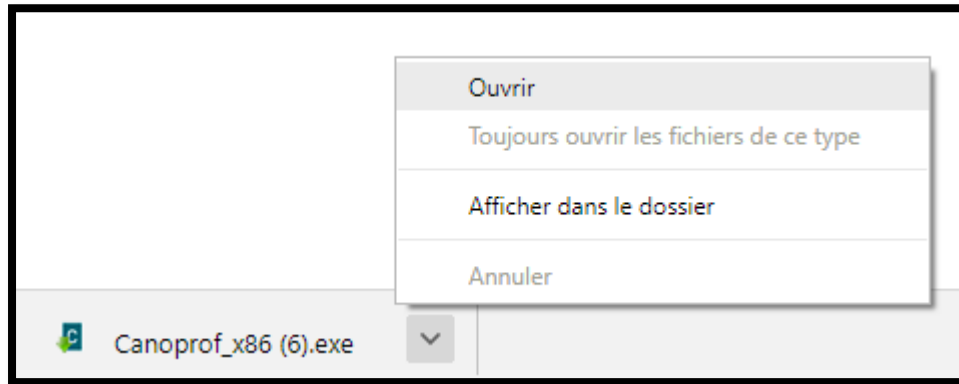 Ouvrir
Toujours ouvrir les fichiers de ce type
Afficher dans le dossier
Annuler
Canoprof_x86 (6).exe